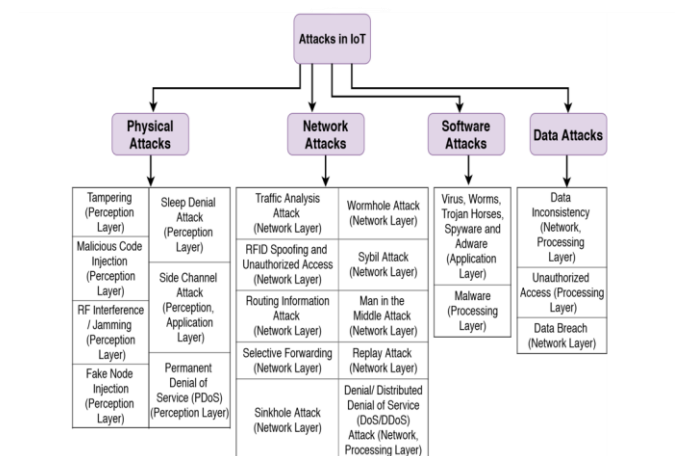 Attacks in IoT
Physical
Attacks
Network
Attacks
Software
Attacks
Data Attacks
Tampering
(Perception
Layer)
Malicious Code
Injection
(Perception
Layer)
RF Interference
/ Jamming
(Perception
Layer)
Fake Node
Injection
(Perception
Layer)
Sleep Denial
Attack
(Perception
Layer)
Side Channel
Attack
(Perception,
Application
Layer)
Permanent
Denial of
Service (PDoS)
(Perception Layer)
Traffic Analysis
Attack
(Network Layer)
RFID Spoofing and
Unauthorized Access
(Network Layer)
Routing Information
Attack
(Network Layer)
Selective Forwarding
(Network Layer)
Sinkhole Attack
(Network Layer)
Wormhole Attack
(Network Layer)
Sybil Attack
(Network Layer)
Man in the
Middle Attack
(Network Layer)
Replay Attack
(Network Layer)
Denial/ Distributed
Denial of Service
(DoS/DDoS)
Attack (Network,
Processing Layer)
Virus, Worms,
Trojan Horses,
Spyware and
Adware
(Application
Layer)
Malware
(Processing
Layer)
Data
Inconsistency
(Network,
Processing
Layer)
Unauthorized
Access (Processing
Layer)
Data Breach
(Network Layer)